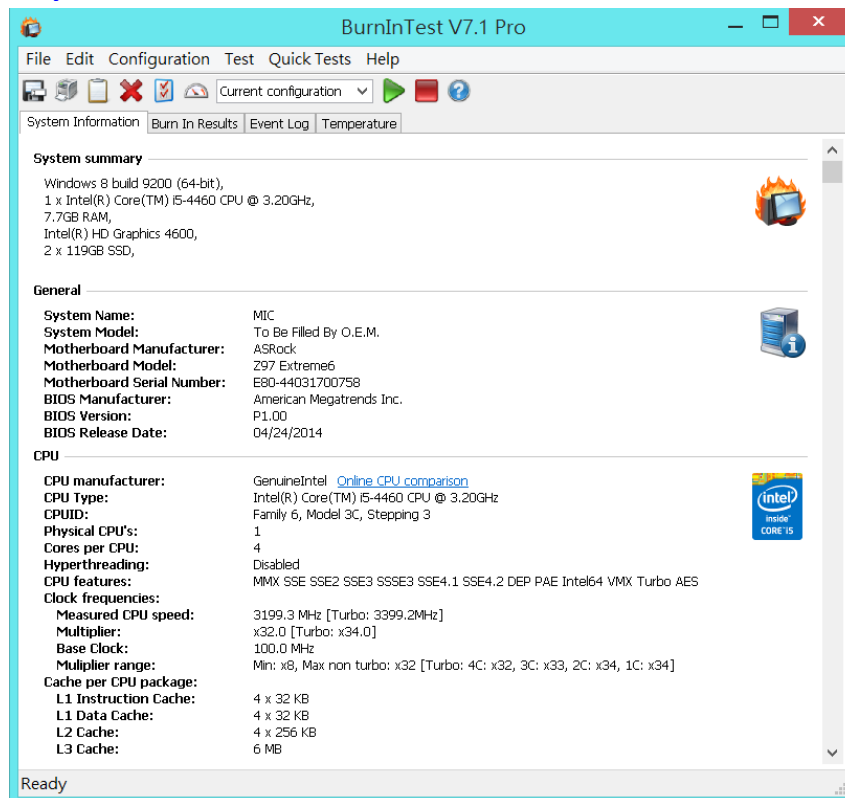 BurnInTest V7.1 Pro
File Edit Configuration Test Quick Tests Help
Current configuration
System Information Burn In Results Event Log Temperature
System summary
Windows 8 build 9200 (64-bit),
1 x Intel(R) Core(TM) i5-4460 CPU @ 3.20GHz,
7.7GB RAM,
Intel(R) HD Graphics 4600,
2 x 119GB SSD,
General
System Name: MIC
System Model: To Be Filled By O.E.M.
Motherboard Manufacturer: ASRock
Motherboard Model: Z97 Extreme6
Motherboard Serial Number: E80-44031700758
BIOS Manufacturer: American Megatrends Inc.
BIOS Version: P1.00
BIOS Release Date: 04/24/2014
CPU
CPU manufacturer: GenuineIntel Online CPU comparison
CPU Type: Intel(R) Core(TM) i5-4460 CPU @ 3.20GHz
CPUID: Family 6, Model 3C, Stepping 3
Physical CPU's: 1
Cores per CPU: 4
Hyperthreading: Disabled
CPU features: MMX SSE SSE2 SSE3 SSSE3 SSE4.1 SSE4.2 DEP PAE Intel64 VMX Turbo AES
Clock frequencies:
Measured CPU speed: 3199.3 MHz [Turbo: 3399.2MHz]
Multiplier: x32.0 [Turbo: x34.0]
Base Clock: 100.0 MHz
Muliplier range: Min: x8, Max non turbo: x32 [Turbo: 4C: x32, 3C: x33, 2C: x34, 1C: x34]
Cache per CPU package:
L1 Instruction Cache: 4 x 32 KB
L1 Data Cache: 4 x 32 KB
L2 Cache: 4 x 256 KB
L3 Cache: 6 MB
intel
inside
CORE i5
Ready